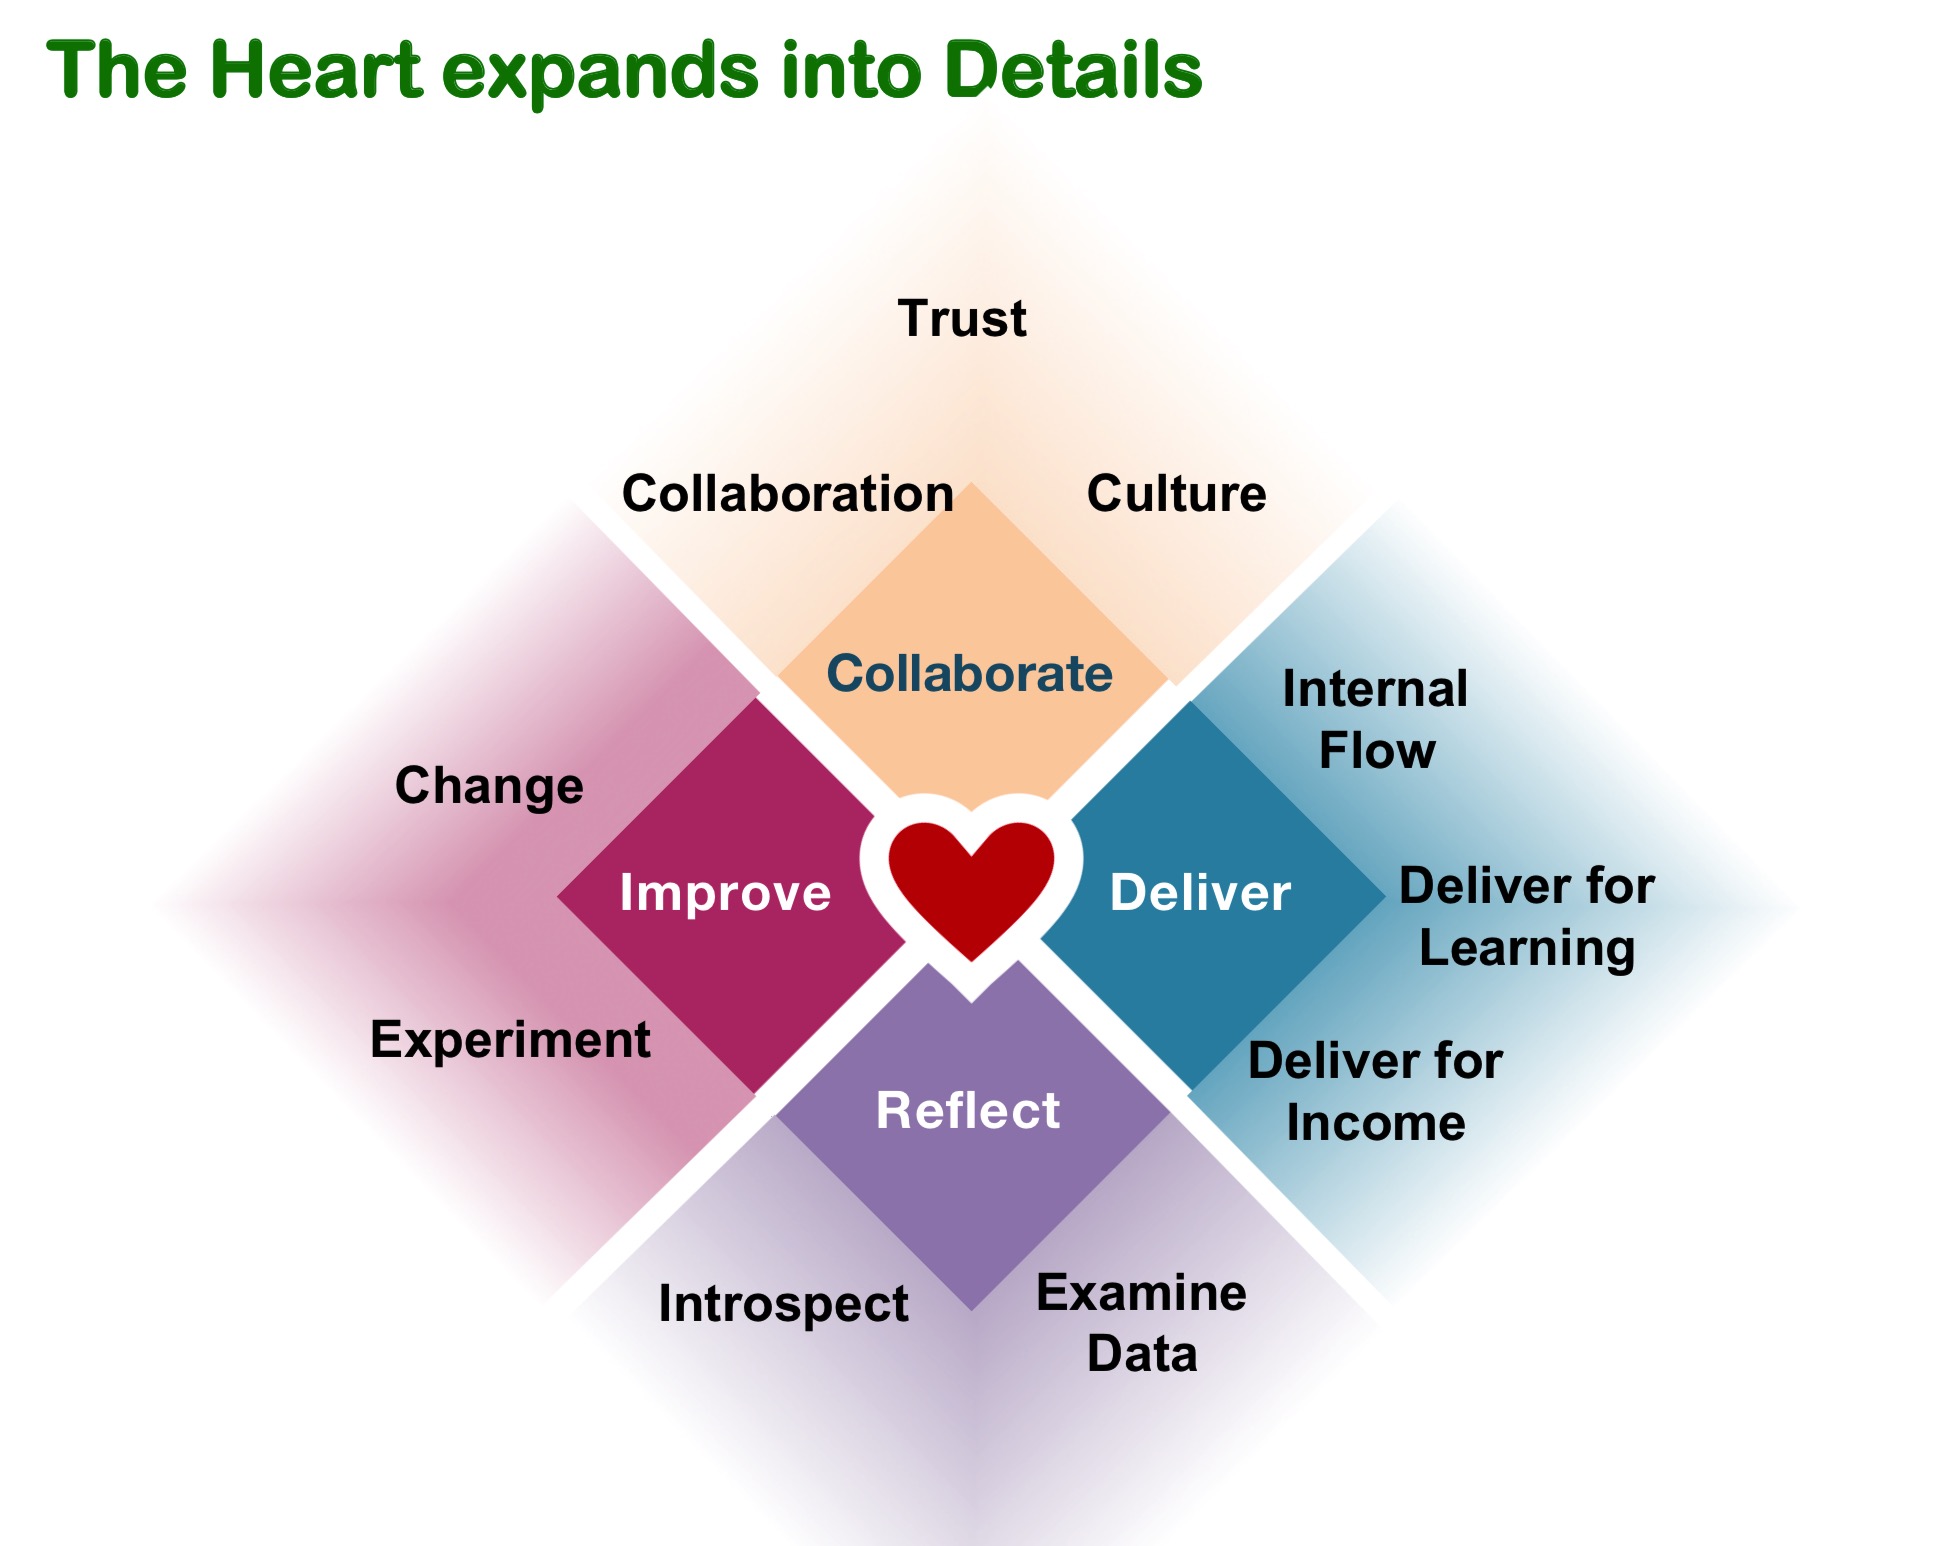 The Heart expands into Details
Trust
Collaboration
Culture
Collaborate
Internal
Flow
Change
Improve
Deliver
Deliver for
Learning
Experiment
Deliver for
Income
Reflect
Introspect
Examine
Data